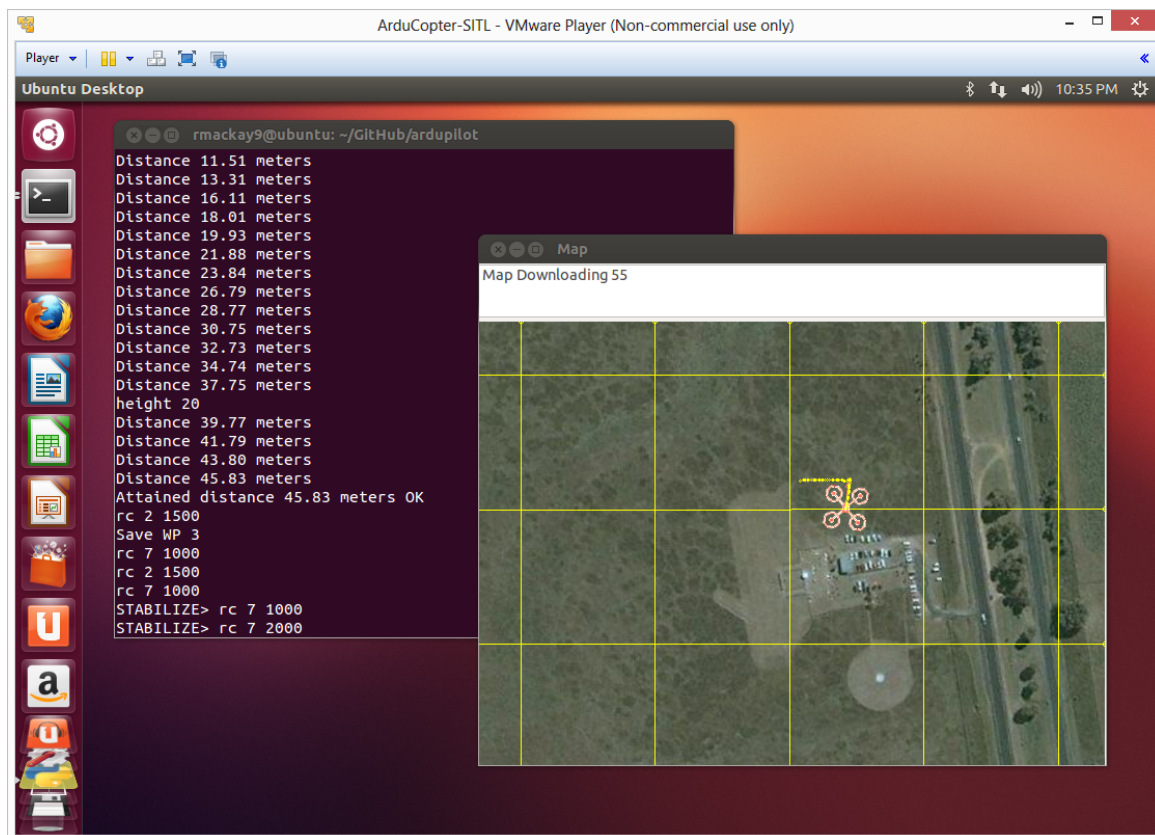 ArduCopter-SITL - VMware Player (Non-commercial use only)
Player
Ubuntu Desktop
10:35 PM
rmackay9@ubuntu: ~/GitHub/ardupilot
Distance 11.51 meters
Distance 13.31 meters
Distance 16.11 meters
Distance 18.01 meters
Distance 19.93 meters
Distance 21.88 meters
Distance 23.84 meters
Distance 26.79 meters
Distance 28.77 meters
Distance 30.75 meters
Distance 32.73 meters
Distance 34.74 meters
Distance 37.75 meters
height 20
Distance 39.77 meters
Distance 41.79 meters
Distance 43.80 meters
Distance 45.83 meters
Attained distance 45.83 meters OK
rc 2 1500
Save WP 3
rc 7 1000
rc 2 1500
rc 7 1000
STABILIZE> rc 7 1000
STABILIZE> rc 7 2000
Map
Map Downloading 55